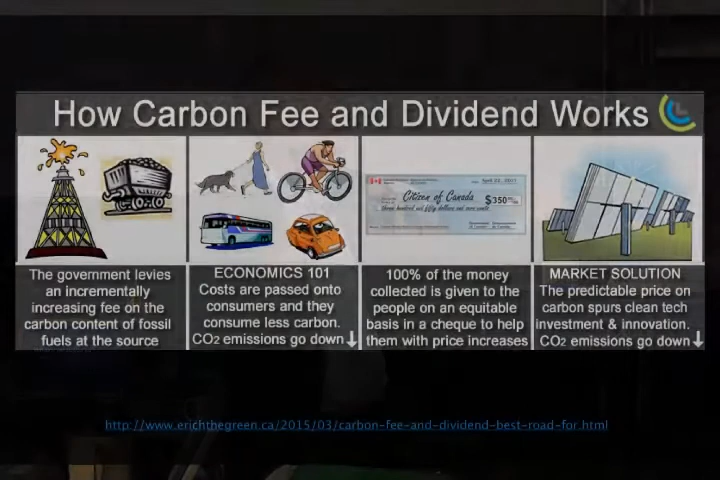 How Carbon Fee and Dividend Works
The government levies
an incrementally
increasing fee on the
carbon content of fossil
fuels at the source
ECONOMICS 101
Costs are passed onto
consumers and they
consume less carbon.
CO2 emissions go down
April 22, 2017
Citizen of Canada
$350
100% of the money
collected is given to the
people on an equitable
basis in a cheque to help
them with price increases
MARKET SOLUTION
The predictable price on
carbon spurs clean tech
investment & innovation.
CO2 emissions go down
http://www.erichthegreen.ca/2015/03/carbon-fee-and-dividend-best-road-for.html